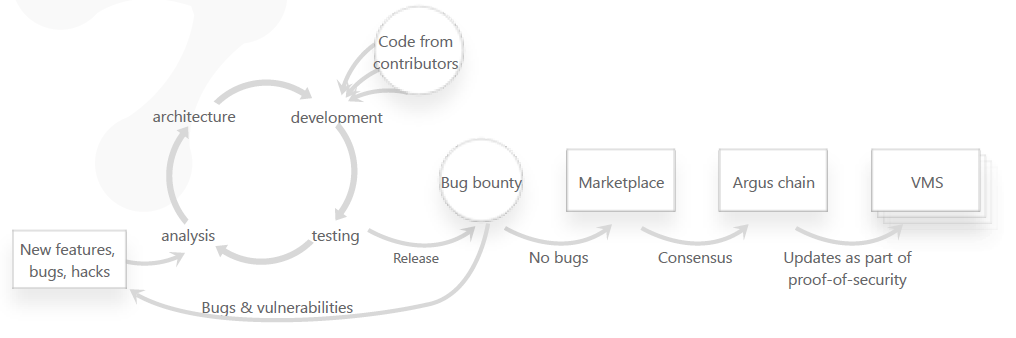 Code from
contributors
architecture
development
Bug bounty
Marketplace
Argus chain
VMS
analysis
testing
New features,
bugs, hacks
Release
No bugs
Consensus
Updates as part of
proof-of-security
Bugs & vulnerabilities